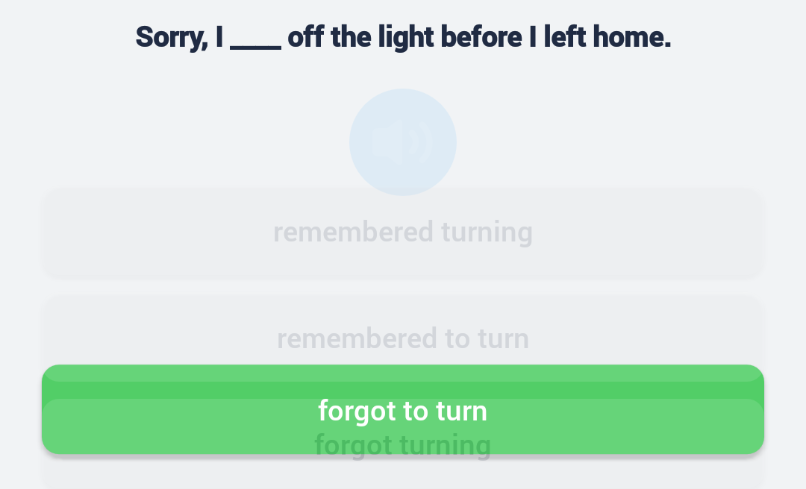 Sorry, I ____ off the light before I left home.
remembered turning
remembered to turn
forgot to turn
forgot turning